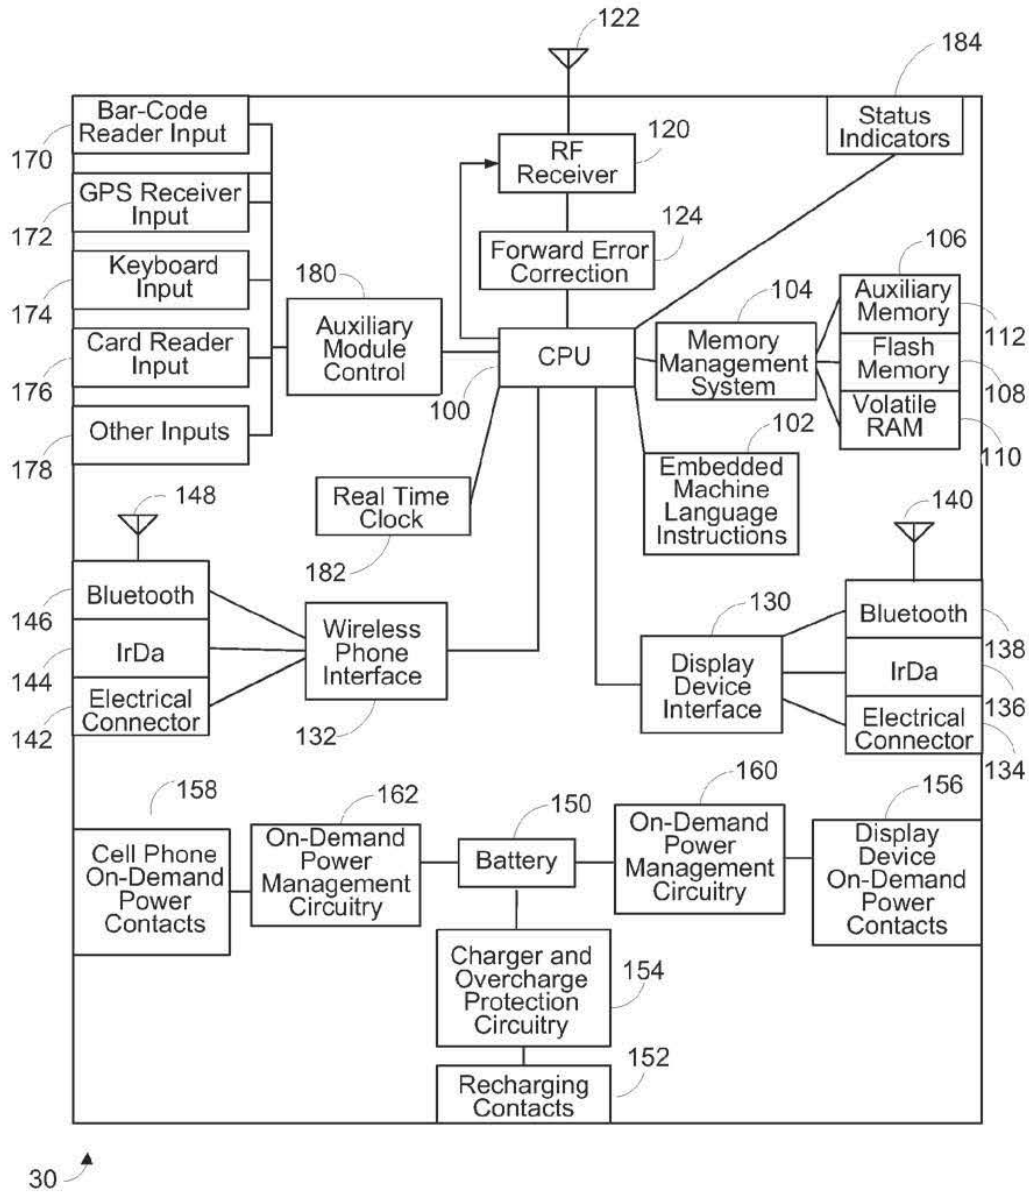 122
184
Bar-Code
Reader Input
170
Status
Indicators
RF
Receiver
120
GPS Receiver
Input
172
Forward Error
Correction
124
106
Keyboard
Input
174
180
104
Auxiliary
Memory
112
Auxiliary
Module
Control
CPU
100
Memory
Management
System
Flash
Memory
108
Card Reader
Input
176
Volatile
RAM
110
102
Other Inputs
178
Embedded
Machine
Language
Instructions
Real Time
Clock
182
148
140
Bluetooth
146
IrDa
144
Electrical
Connector
142
Wireless
Phone
Interface
132
130
Display
Device
Interface
Bluetooth
138
IrDa
136
Electrical
Connector
134
158
162
150
160
156
Cell Phone
On-Demand
Power
Contacts
On-Demand
Power
Management
Circuitry
Battery
On-Demand
Power
Management
Circuitry
Display
Device
On-Demand
Power
Contacts
Charger and
Overcharge
Protection
Circuitry
154
Recharging
Contacts
152
30